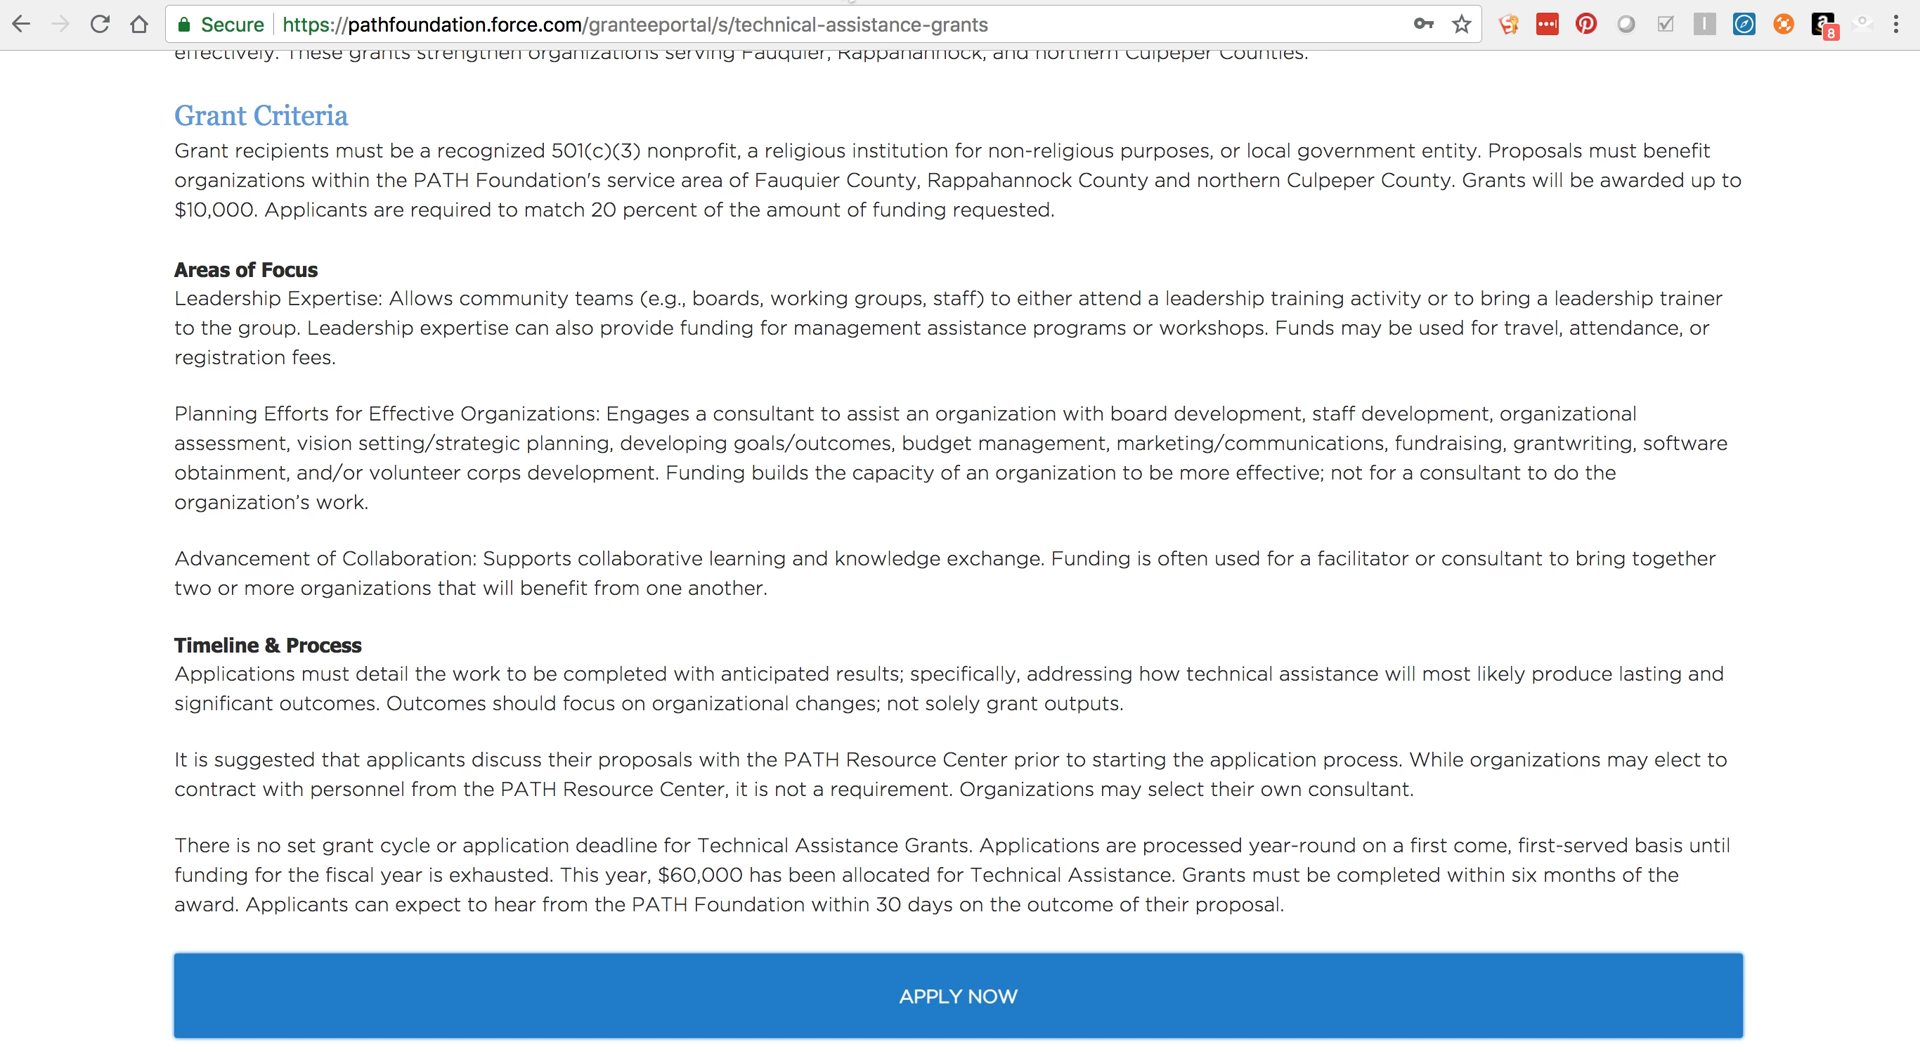 Secure https://pathfoundation.force.com/granteeportal/s/technical-assistance-grants
8
effectively. These grants strengthen organizations serving Fauquier, Rappahannock, and northern Culpeper Counties.
Grant Criteria
Grant recipients must be a recognized 501(c)(3) nonprofit, a religious institution for non-religious purposes, or local government entity. Proposals must benefit
organizations within the PATH Foundation's service area of Fauquier County, Rappahannock County and northern Culpeper County. Grants will be awarded up to
$10,000. Applicants are required to match 20 percent of the amount of funding requested.
Areas of Focus
Leadership Expertise: Allows community teams (e.g., boards, working groups, staff) to either attend a leadership training activity or to bring a leadership trainer
to the group. Leadership expertise can also provide funding for management assistance programs or workshops. Funds may be used for travel, attendance, or
registration fees.
Planning Efforts for Effective Organizations: Engages a consultant to assist an organization with board development, staff development, organizational
assessment, vision setting/strategic planning, developing goals/outcomes, budget management, marketing/communications, fundraising, grantwriting, software
obtainment, and/or volunteer corps development. Funding builds the capacity of an organization to be more effective; not for a consultant to do the
organization’s work.
Advancement of Collaboration: Supports collaborative learning and knowledge exchange. Funding is often used for a facilitator or consultant to bring together
two or more organizations that will benefit from one another.
Timeline & Process
Applications must detail the work to be completed with anticipated results; specifically, addressing how technical assistance will most likely produce lasting and
significant outcomes. Outcomes should focus on organizational changes; not solely grant outputs.
It is suggested that applicants discuss their proposals with the PATH Resource Center prior to starting the application process. While organizations may elect to
contract with personnel from the PATH Resource Center, it is not a requirement. Organizations may select their own consultant.
There is no set grant cycle or application deadline for Technical Assistance Grants. Applications are processed year-round on a first come, first-served basis until
funding for the fiscal year is exhausted. This year, $60,000 has been allocated for Technical Assistance. Grants must be completed within six months of the
award. Applicants can expect to hear from the PATH Foundation within 30 days on the outcome of their proposal.
APPLY NOW